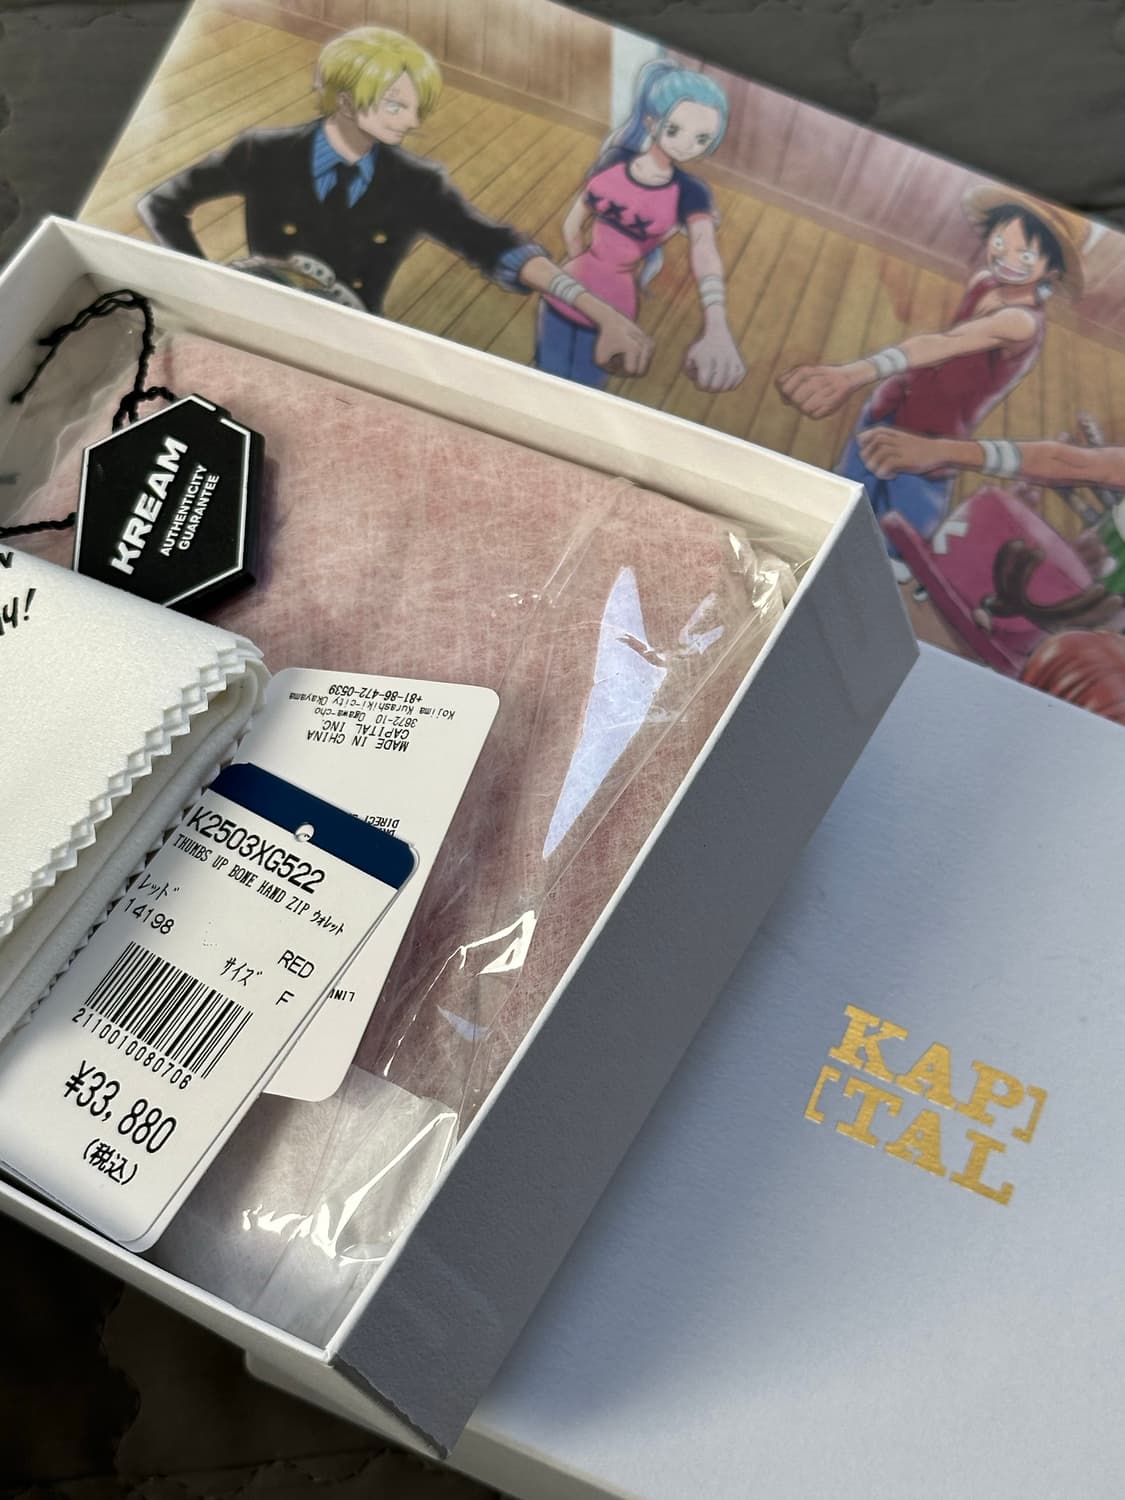 XXX
KREAM
AUTHENTICITY
GUARANTEE
y!
MADE IN CHINA
CAPITAL INC.
3672-10 Ogawa-cho
Kojima Kurashiki-city Okayama
+81-86-472-0539
DIRECT
K2503XG522
THUMBS UP BONE HAND ZIP ウォレット
レッド
14198
RED
サイズ
F
2110010080706
¥33,880
(税込)
KAP]
[TAL